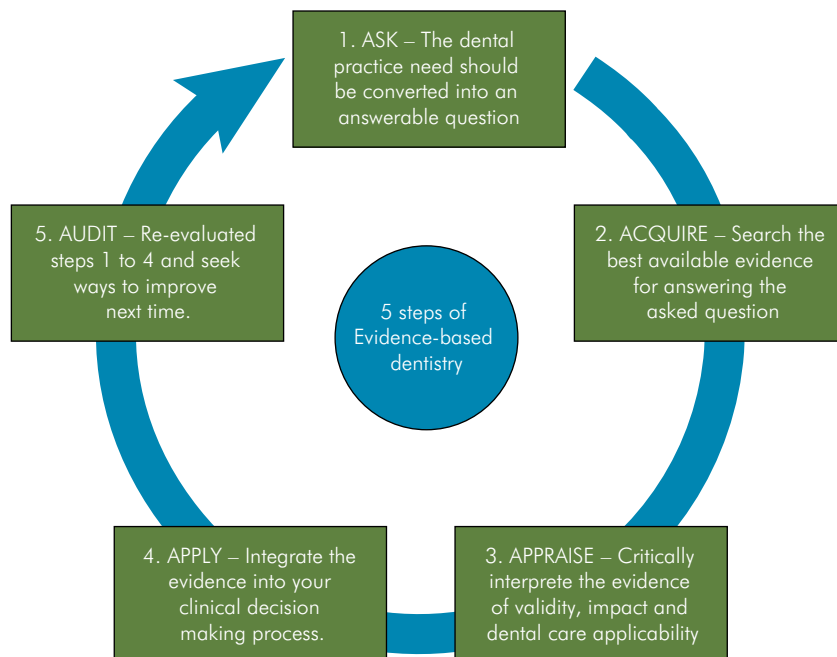 1. ASK – The dental
practice need should
be converted into an
answerable question
2. ACQUIRE – Search the
best available evidence
for answering the
asked question
3. APPRAISE – Critically
interprete the evidence
of validity, impact and
dental care applicability
4. APPLY – Integrate the
evidence into your
clinical decision
making process.
5. AUDIT – Re-evaluated
steps 1 to 4 and seek
ways to improve
next time.
5 steps of
Evidence-based
dentistry